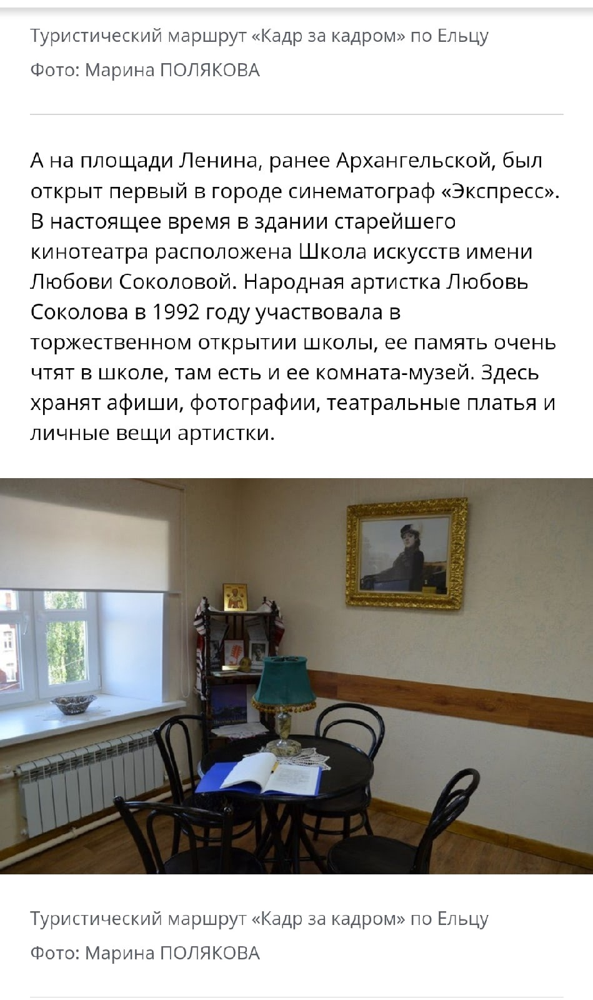 Туристический маршрут «Кадр за кадром» по Ельцу
Фото: Марина ПОЛЯКОВА
А на площади Ленина, ранее Архангельской, был
открыт первый в городе синематограф «Экспресс».
В настоящее время в здании старейшего
кинотеатра расположена Школа искусств имени
Любови Соколовой. Народная артистка Любовь
Соколова в 1992 году участвовала в
торжественном открытии школы, ее память очень
чтят в школе, там есть и ее комната-музей. Здесь
хранят афиши, фотографии, театральные платья и
личные вещи артистки.
Туристический маршрут «Кадр за кадром» по Ельцу
Фото: Марина ПОЛЯКОВА